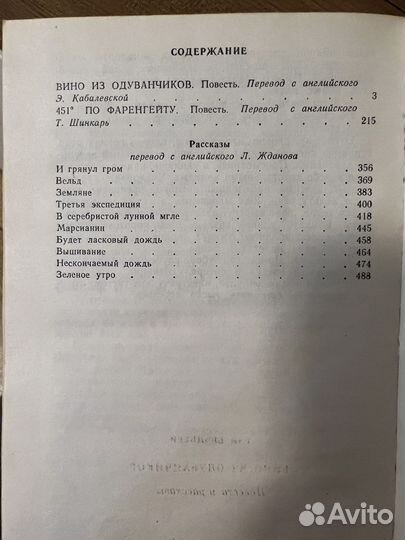 СОДЕРЖАНИЕ
ВИНО ИЗ ОДУВАНЧИКОВ. Повесть. Перевод с английского
Э. Кабалевской . . . . . . . . . . 3
451° ПО ФАРЕНГЕЙТУ. Повесть. Перевод с английского
Т. Шинкарь . . . . . . . . . . . 215
Рассказы
перевод с английского Л. Жданова
И грянул гром . . . . . . . . . . 356
Вельд . . . . . . . . . . . . 369
Земляне . . . . . . . . . . . 383
Третья экспедиция . . . . . . . . 400
В серебристой лунной мгле . . . . . . 418
Марсианин . . . . . . . . . . 445
Будет ласковый дождь . . . . . . . 458
Вышивание . . . . . . . . . . 464
Нескончаемый дождь . . . . . . . . 474
Зеленое утро . . . . . . . . . . 488
Avito